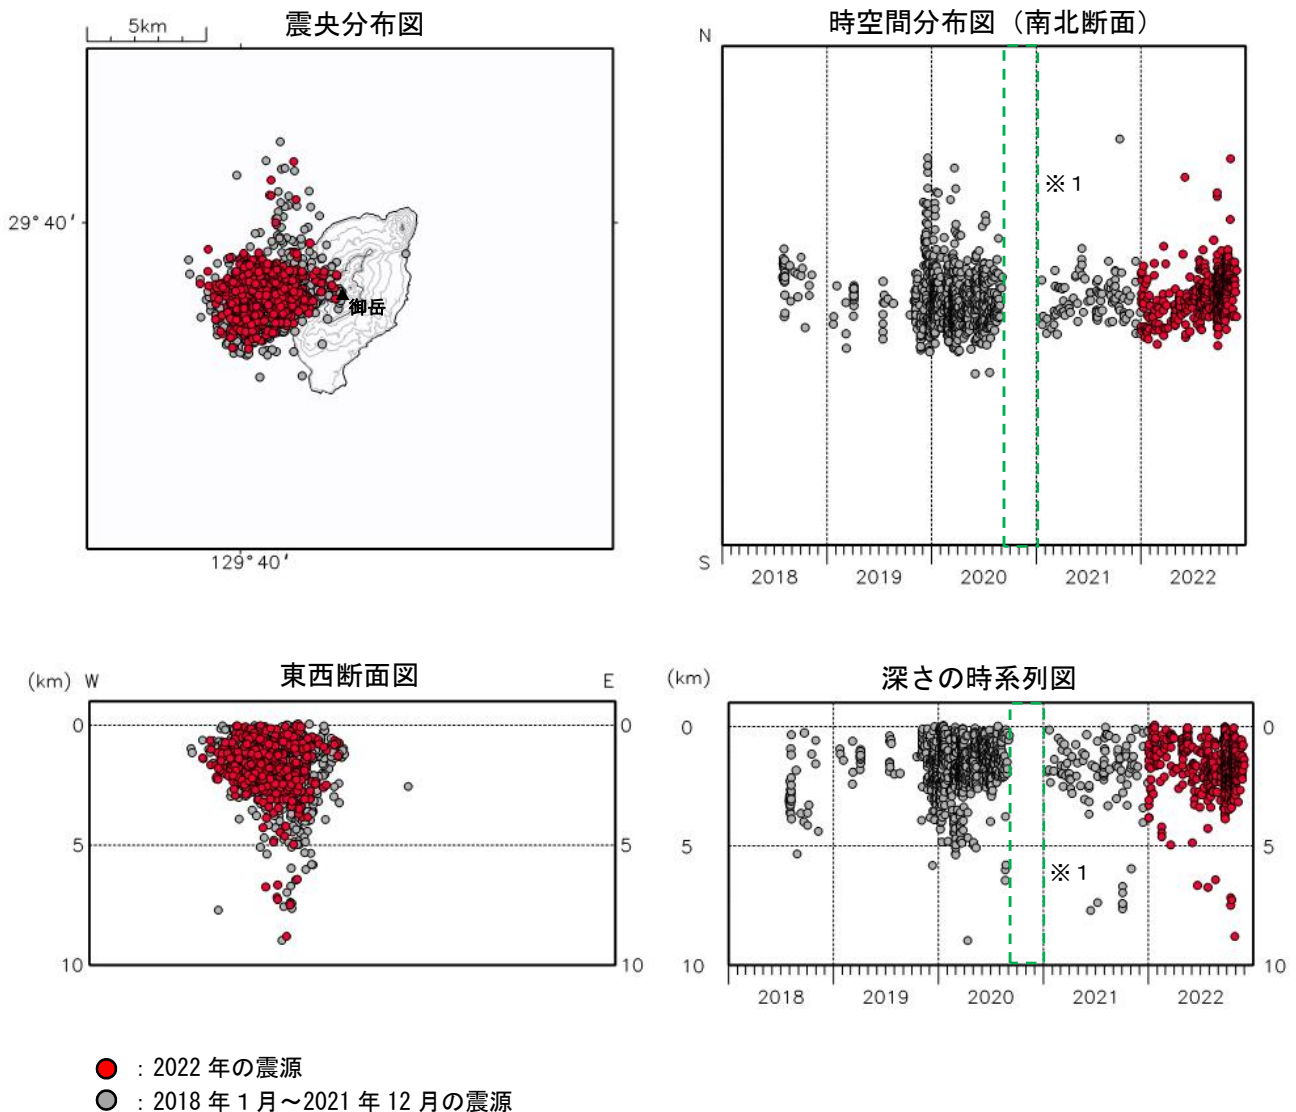 震央分布図
5km
29°40′
129°40′
御岳
時空間分布図（南北断面）
N
S
※１
2018 2019 2020 2021 2022
東西断面図
(km) W E
0 0
5 5
10 10
深さの時系列図
(km)
0 0
5 5
10 10
※１
2018 2019 2020 2021 2022
：2022 年の震源
：2018 年１月～2021 年 12 月の震源